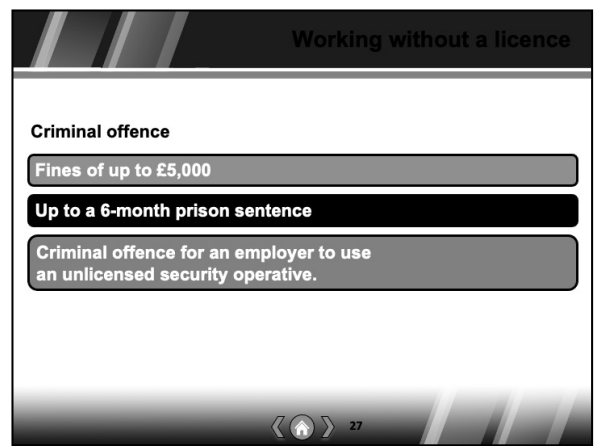 Working without a licence
Criminal offence
Fines of up to £5,000
Up to a 6-month prison sentence
Criminal offence for an employer to use
an unlicensed security operative.
27